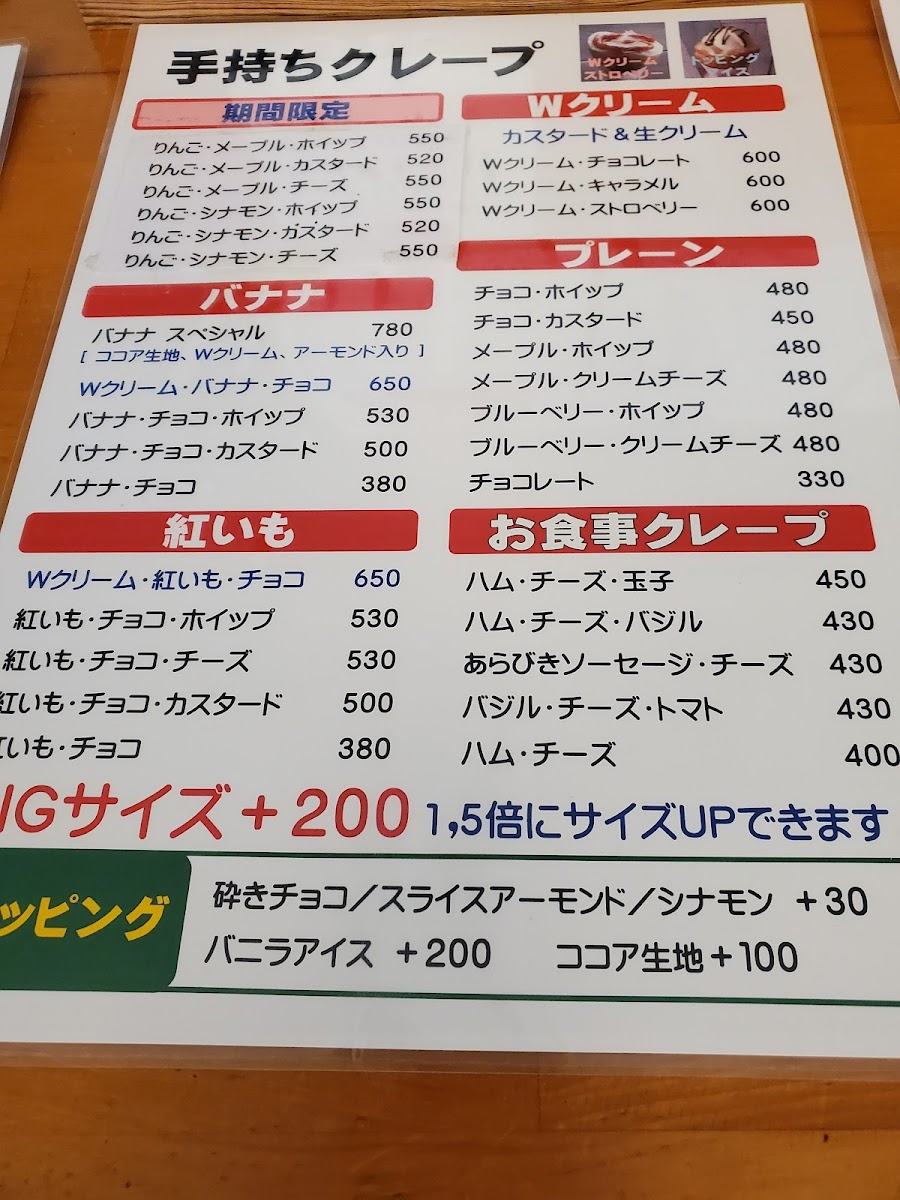 手持ちクレープ
Wクリーム
ストロベリー
トッピング
アイス
期間限定
りんご・メープル・ホイップ 550
りんご・メープル・カスタード 520
りんご・メープル・チーズ 550
りんご・シナモン・ホイップ 550
りんご・シナモン・カスタード 520
りんご・シナモン・チーズ 550
バナナ
バナナ スペシャル 780
[ ココア生地、Wクリーム、アーモンド入り ]
Wクリーム・バナナ・チョコ 650
バナナ・チョコ・ホイップ 530
バナナ・チョコ・カスタード 500
バナナ・チョコ 380
紅いも
Wクリーム・紅いも・チョコ 650
紅いも・チョコ・ホイップ 530
紅いも・チョコ・チーズ 530
紅いも・チョコ・カスタード 500
紅いも・チョコ 380
Wクリーム
カスタード&生クリーム
Wクリーム・チョコレート 600
Wクリーム・キャラメル 600
Wクリーム・ストロベリー 600
プレーン
チョコ・ホイップ 480
チョコ・カスタード 450
メープル・ホイップ 480
メープル・クリームチーズ 480
ブルーベリー・ホイップ 480
ブルーベリー・クリームチーズ 480
チョコレート 330
お食事クレープ
ハム・チーズ・玉子 450
ハム・チーズ・バジル 430
あらびきソーセージ・チーズ 430
バジル・チーズ・トマト 430
ハム・チーズ 400
IGサイズ+200 1,5倍にサイズUPできます
ッピング
砕きチョコ/スライスアーモンド/シナモン +30
バニラアイス +200 ココア生地+100